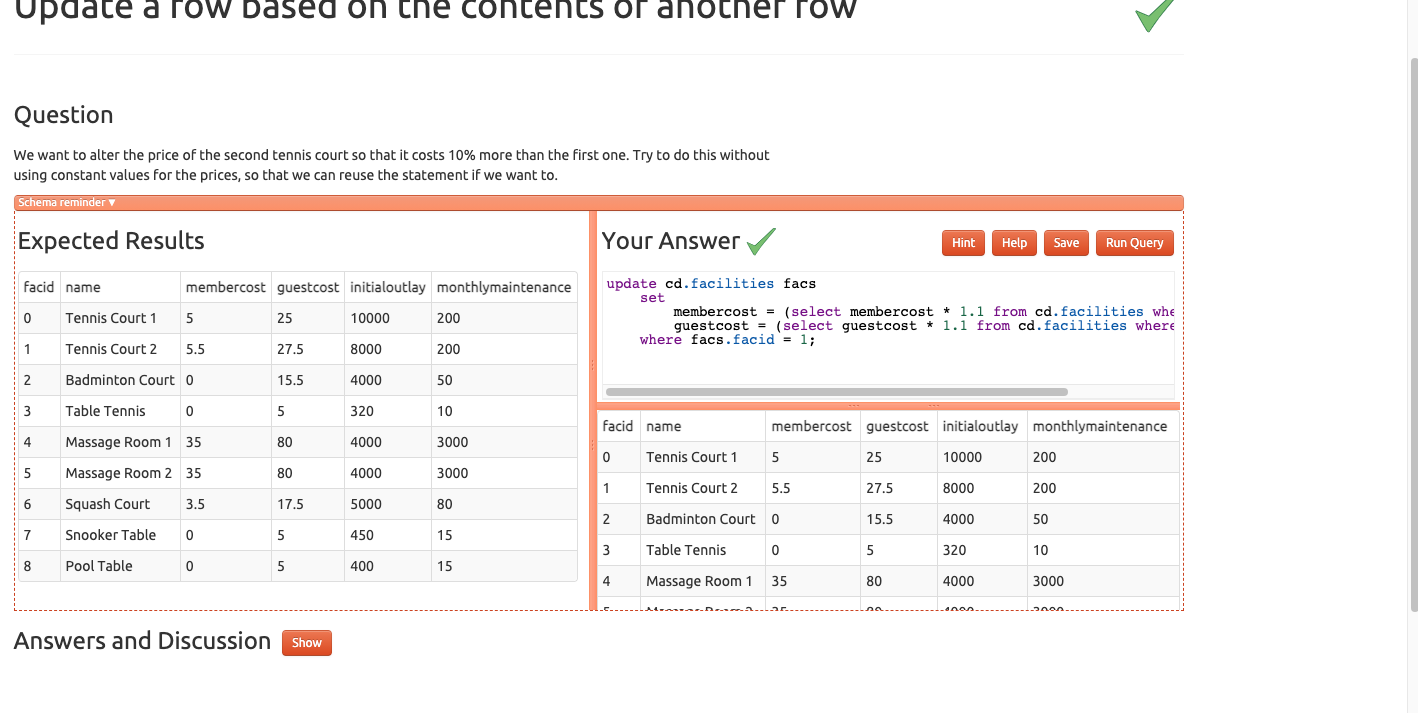 Update a row based on the contents of another row
Question
We want to alter the price of the second tennis court so that it costs 10% more than the first one. Try to do this without
using constant values for the prices, so that we can reuse the statement if we want to.
Schema reminder ▼
Expected Results
facid name membercost guestcost initialoutlay monthlymaintenance
0 Tennis Court 1 5 25 10000 200
1 Tennis Court 2 5.5 27.5 8000 200
2 Badminton Court 0 15.5 4000 50
3 Table Tennis 0 5 320 10
4 Massage Room 1 35 80 4000 3000
5 Massage Room 2 35 80 4000 3000
6 Squash Court 3.5 17.5 5000 80
7 Snooker Table 0 5 450 15
8 Pool Table 0 5 400 15
Your Answer
Hint Help Save Run Query
update cd.facilities facs
set
membercost = (select membercost * 1.1 from cd.facilities whe
guestcost = (select guestcost * 1.1 from cd.facilities where
where facs.facid = 1;
facid name membercost guestcost initialoutlay monthlymaintenance
0 Tennis Court 1 5 25 10000 200
1 Tennis Court 2 5.5 27.5 8000 200
2 Badminton Court 0 15.5 4000 50
3 Table Tennis 0 5 320 10
4 Massage Room 1 35 80 4000 3000
Answers and Discussion Show